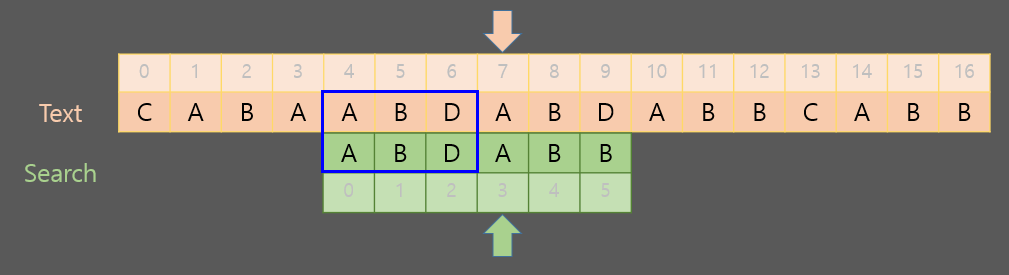 0 1 2 3 4 5 6 7 8 9 10 11 12 13 14 15 16
Text C A B A A B D A B D A B B C A B B
Search A B D A B B
0 1 2 3 4 5